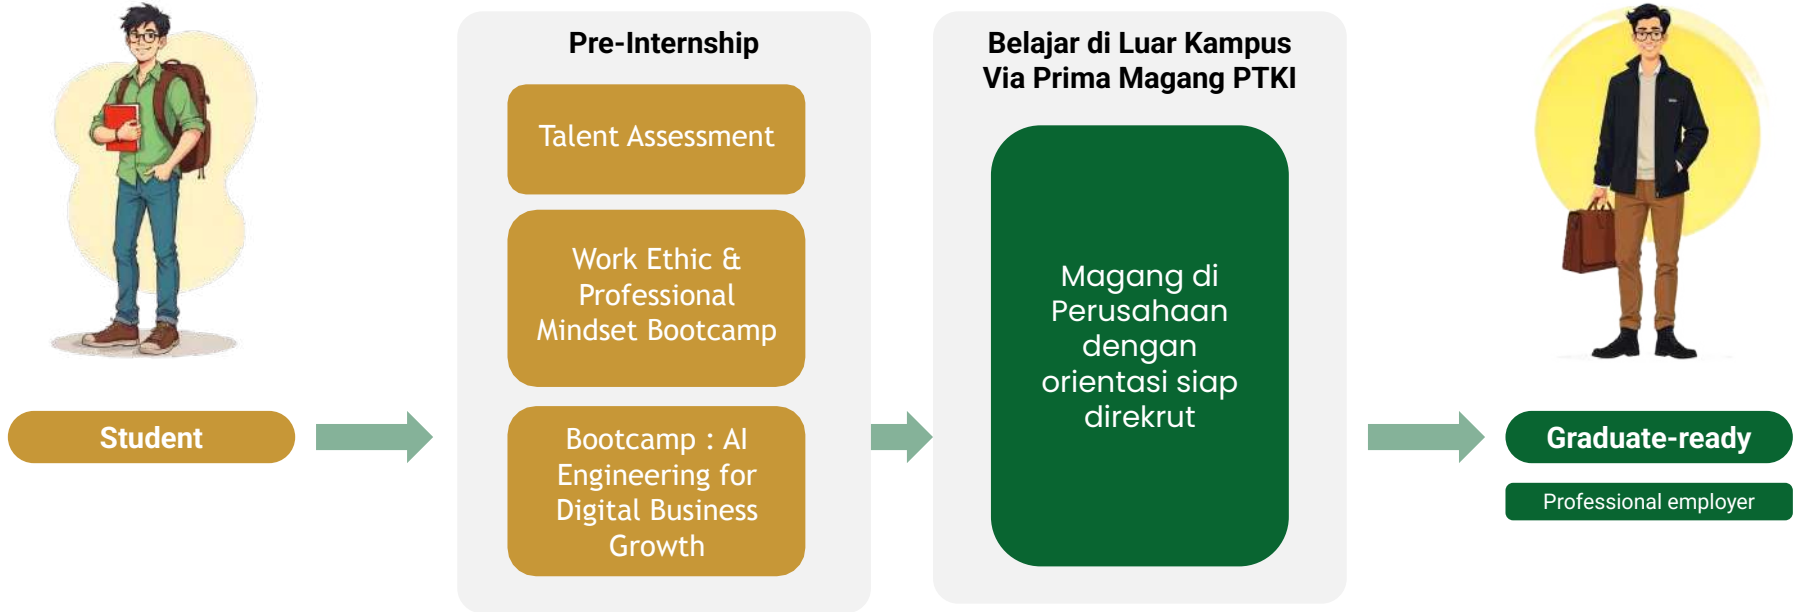 Pre-Internship
Talent Assessment
Work Ethic &
Professional
Mindset Bootcamp
Bootcamp : AI
Engineering for
Digital Business
Growth
Belajar di Luar Kampus
Via Prima Magang PTKI
Magang di
Perusahaan
dengan
orientasi siap
direkrut
Student
Graduate-ready
Professional employer